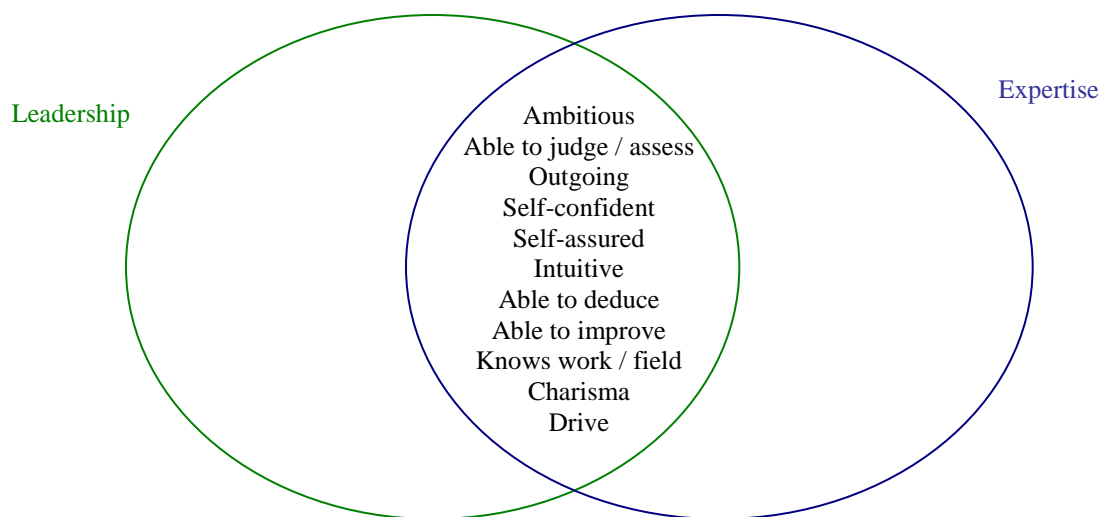 Expertise
Leadership
Ambitious
Able to judge / assess
Outgoing
Self-confident
Self-assured
Intuitive
Able to deduce
Able to improve
Knows work / field
Charisma
Drive